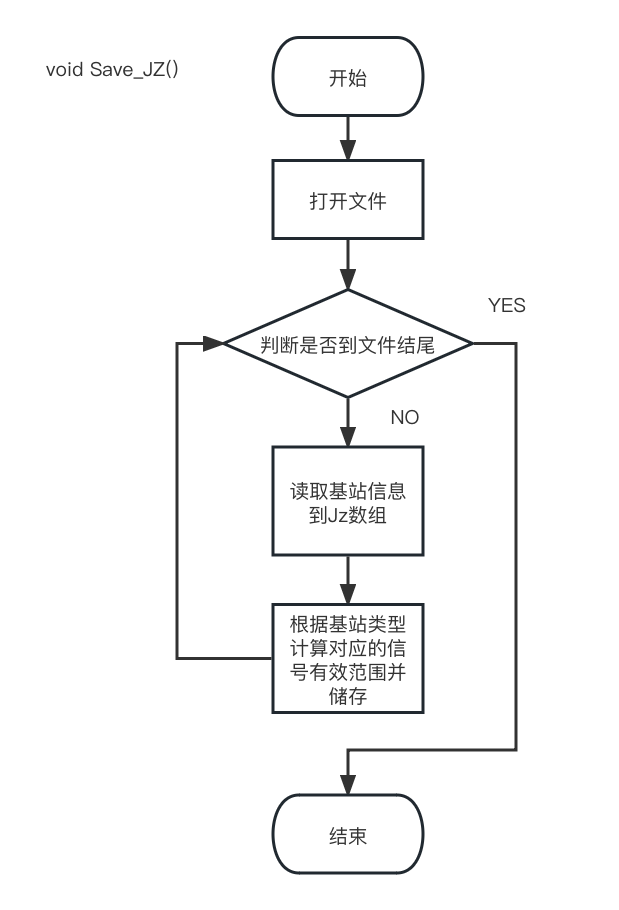 void Save_JZ()
开始
打开文件
YES
判断是否到文件结尾
NO
读取基站信息
到Jz数组
根据基站类型
计算对应的信
号有效范围并
储存
结束